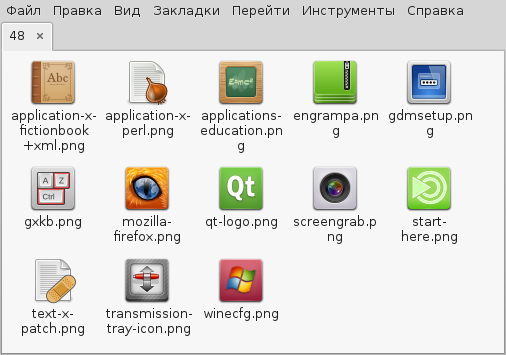 Файл Правка Вид Закладки Перейти Инструменты Справка
48 ×
Abc
application-x-
fictionbook
+xml.png
application-x-
perl.png
applications-
education.pn
g
engrampa.pn
g
gdmsetup.pn
g
A Z
Ctrl
gxkb.png
mozilla-
firefox.png
Qt
qt-logo.png
screengrab.p
ng
start-
here.png
text-x-
patch.png
transmission-
tray-icon.png
winecfg.png